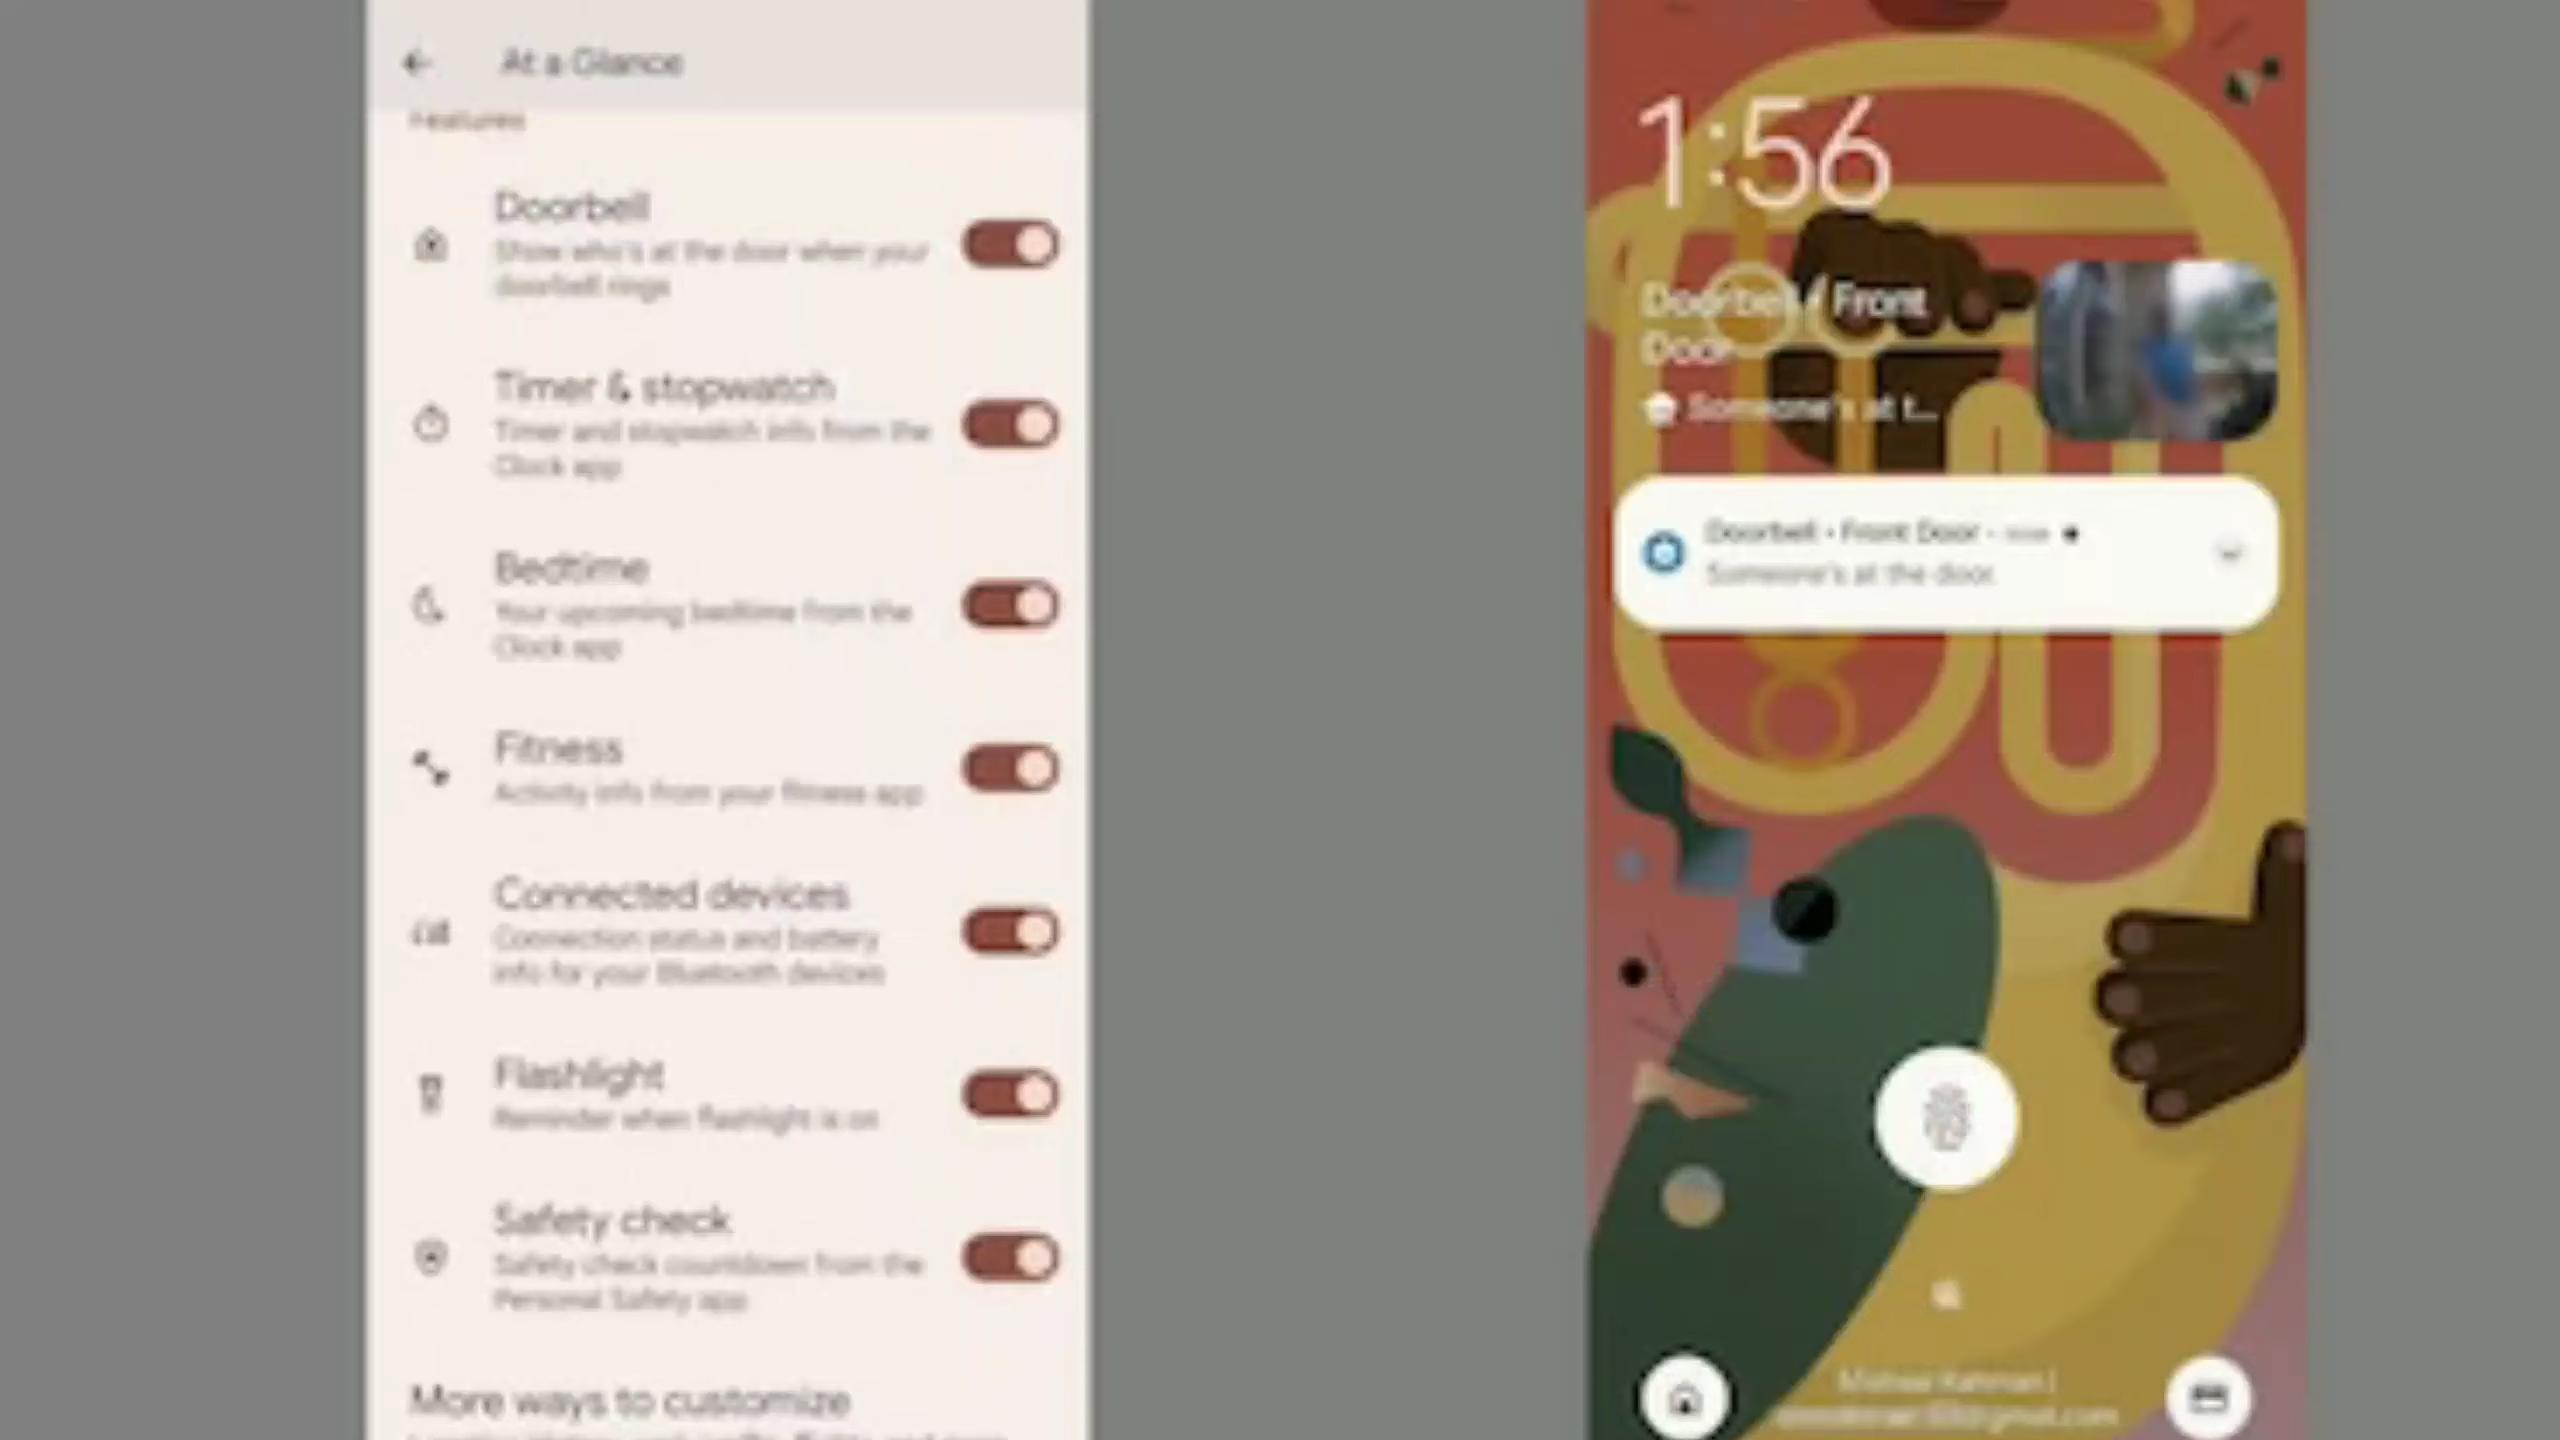 At a Glance
Features
Doorbell
Show who's at the door when your
doorbell rings
Timer & stopwatch
Timer and stopwatch info from the
Clock app
Bedtime
Your upcoming bedtime from the
Clock app
Fitness
Activity info from your fitness app
Connected devices
Connection status and battery
info for your Bluetooth devices
Flashlight
Reminder when flashlight is on
Safety check
Safety check countdown from the
Personal Safety app
More ways to customize
1:56
Doorbell / Front
Door
Someone's at t...
Doorbell • Front Door • now
Someone's at the door.